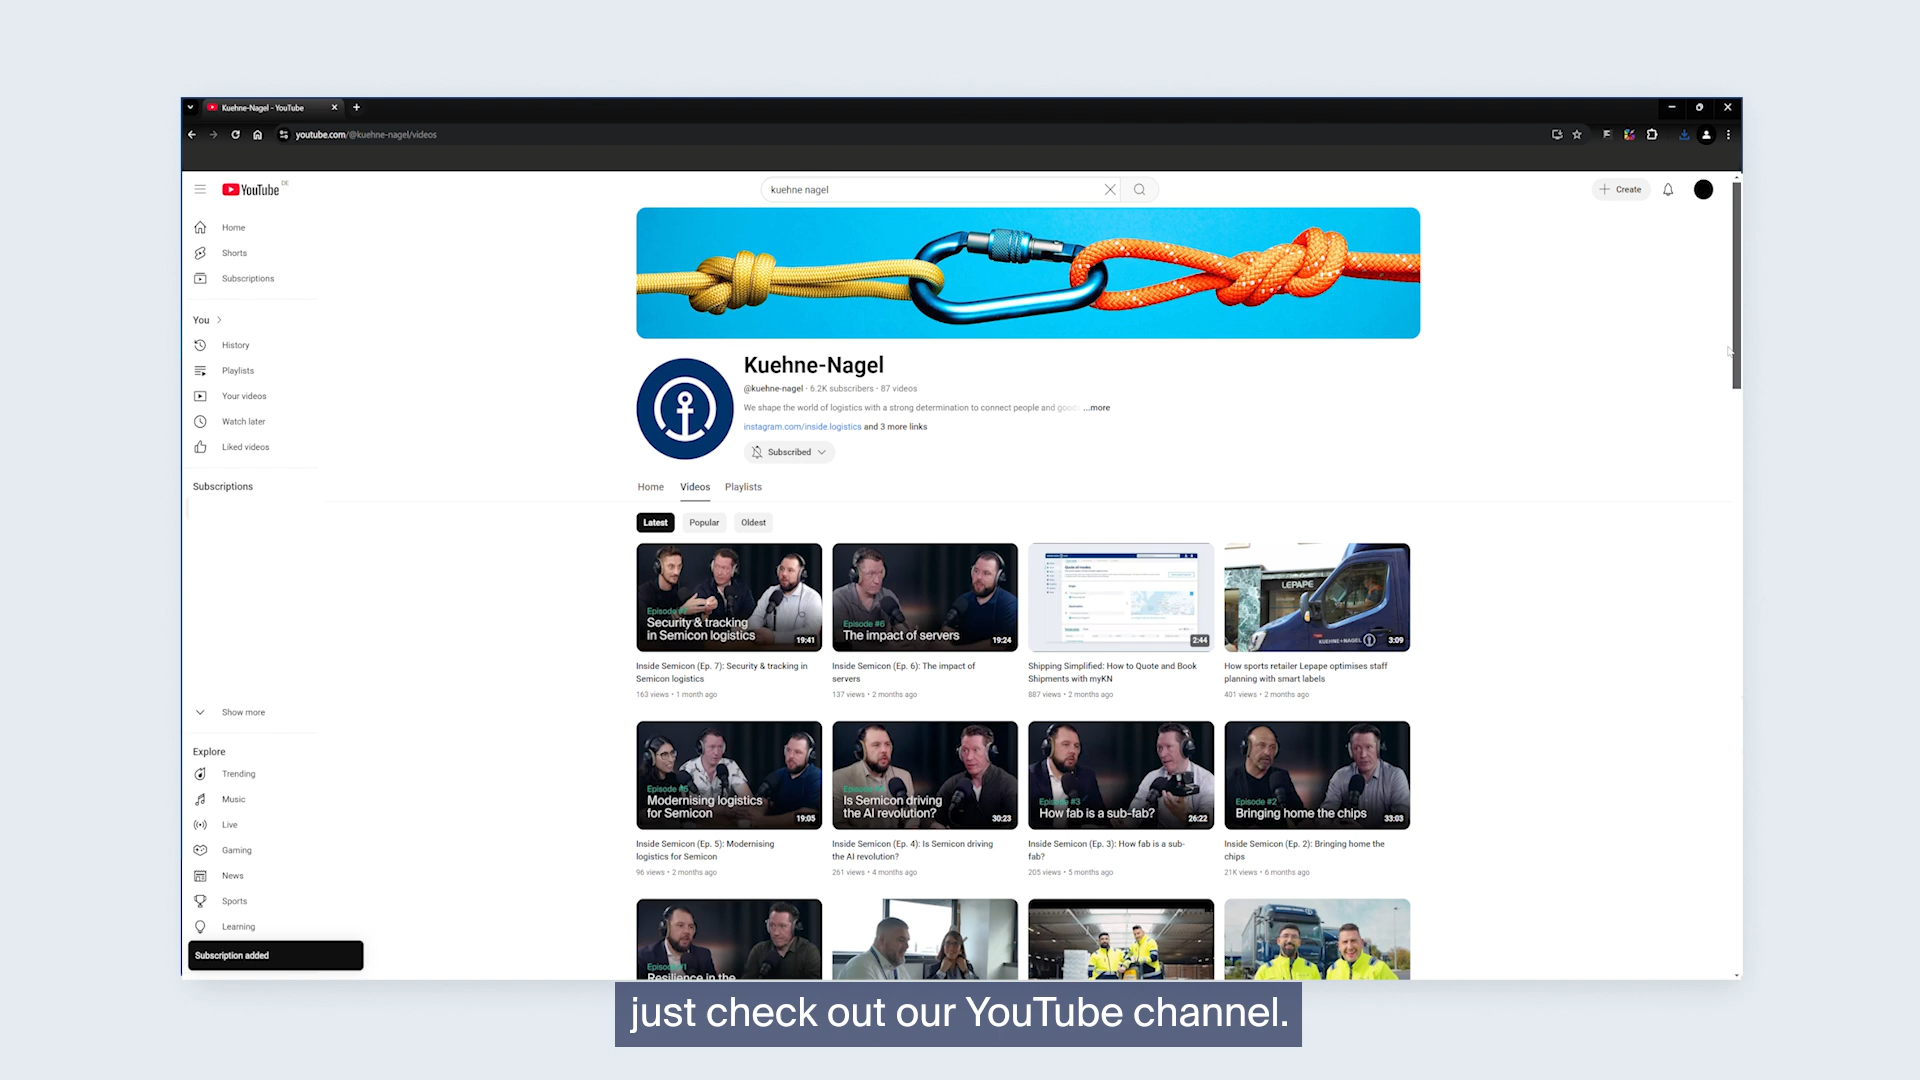 Kuehne-Nagel - YouTube
youtube.com/@kuehne-nagel/videos
YouTube DE
kuehne nagel
Create
Home
Shorts
Subscriptions
You
History
Playlists
Your videos
Watch later
Liked videos
Subscriptions
Show more
Explore
Trending
Music
Live
Gaming
News
Sports
Learning
Subscription added
Kuehne-Nagel
@kuehne-nagel · 6.2K subscribers · 87 videos
We shape the world of logistics with a strong determination to connect people and goods ...more
instagram.com/inside.logistics and 3 more links
Subscribed
Home Videos Playlists
Latest Popular Oldest
Security & tracking
in Semicon logistics
19:41
Inside Semicon (Ep. 7): Security & tracking in
Semicon logistics
163 views • 1 month ago
Episode #6
The impact of servers
19:24
Inside Semicon (Ep. 6): The impact of
servers
137 views • 2 months ago
2:44
Shipping Simplified: How to Quote and Book
Shipments with myKN
887 views • 2 months ago
LEPAPE
KUEHNE+NAGEL
3:09
How sports retailer Lepape optimises staff
planning with smart labels
401 views • 2 months ago
Episode #5
Modernising logistics
for Semicon
19:05
Inside Semicon (Ep. 5): Modernising
logistics for Semicon
96 views • 2 months ago
Is Semicon driving
the AI revolution?
30:23
Inside Semicon (Ep. 4): Is Semicon driving
the AI revolution?
261 views • 4 months ago
Episode #3
How fab is a sub-fab?
26:22
Inside Semicon (Ep. 3): How fab is a sub-
fab?
205 views • 5 months ago
Episode #2
Bringing home the chips
33:03
Inside Semicon (Ep. 2): Bringing home the
chips
21K views • 6 months ago
Resilience in the
just check out our YouTube channel.